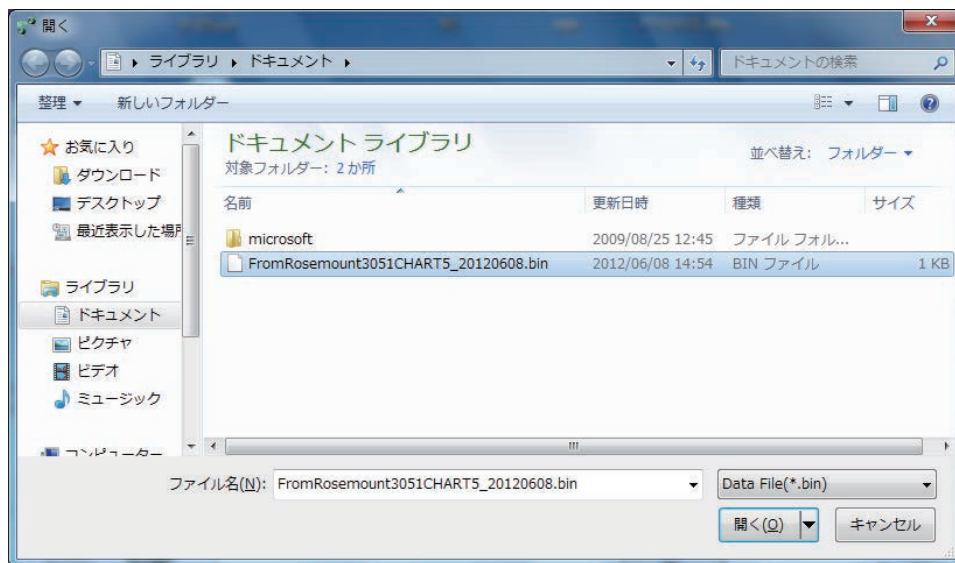 開く
ライブラリ ドキュメント
ドキュメントの検索
整理
新しいフォルダー
お気に入り
ダウンロード
デスクトップ
最近表示した場
ライブラリ
ドキュメント
ピクチャ
ビデオ
ミュージック
コンピューター
ドキュメント ライブラリ
対象フォルダー: 2 か所
並べ替え: フォルダー
名前 更新日時 種類 サイズ
microsoft 2009/08/25 12:45 ファイル フォル...
FromRosemount3051CHART5_20120608.bin 2012/06/08 14:54 BIN ファイル 1 KB
ファイル名(N): FromRosemount3051CHART5_20120608.bin
Data File(*.bin)
開く(O) キャンセル